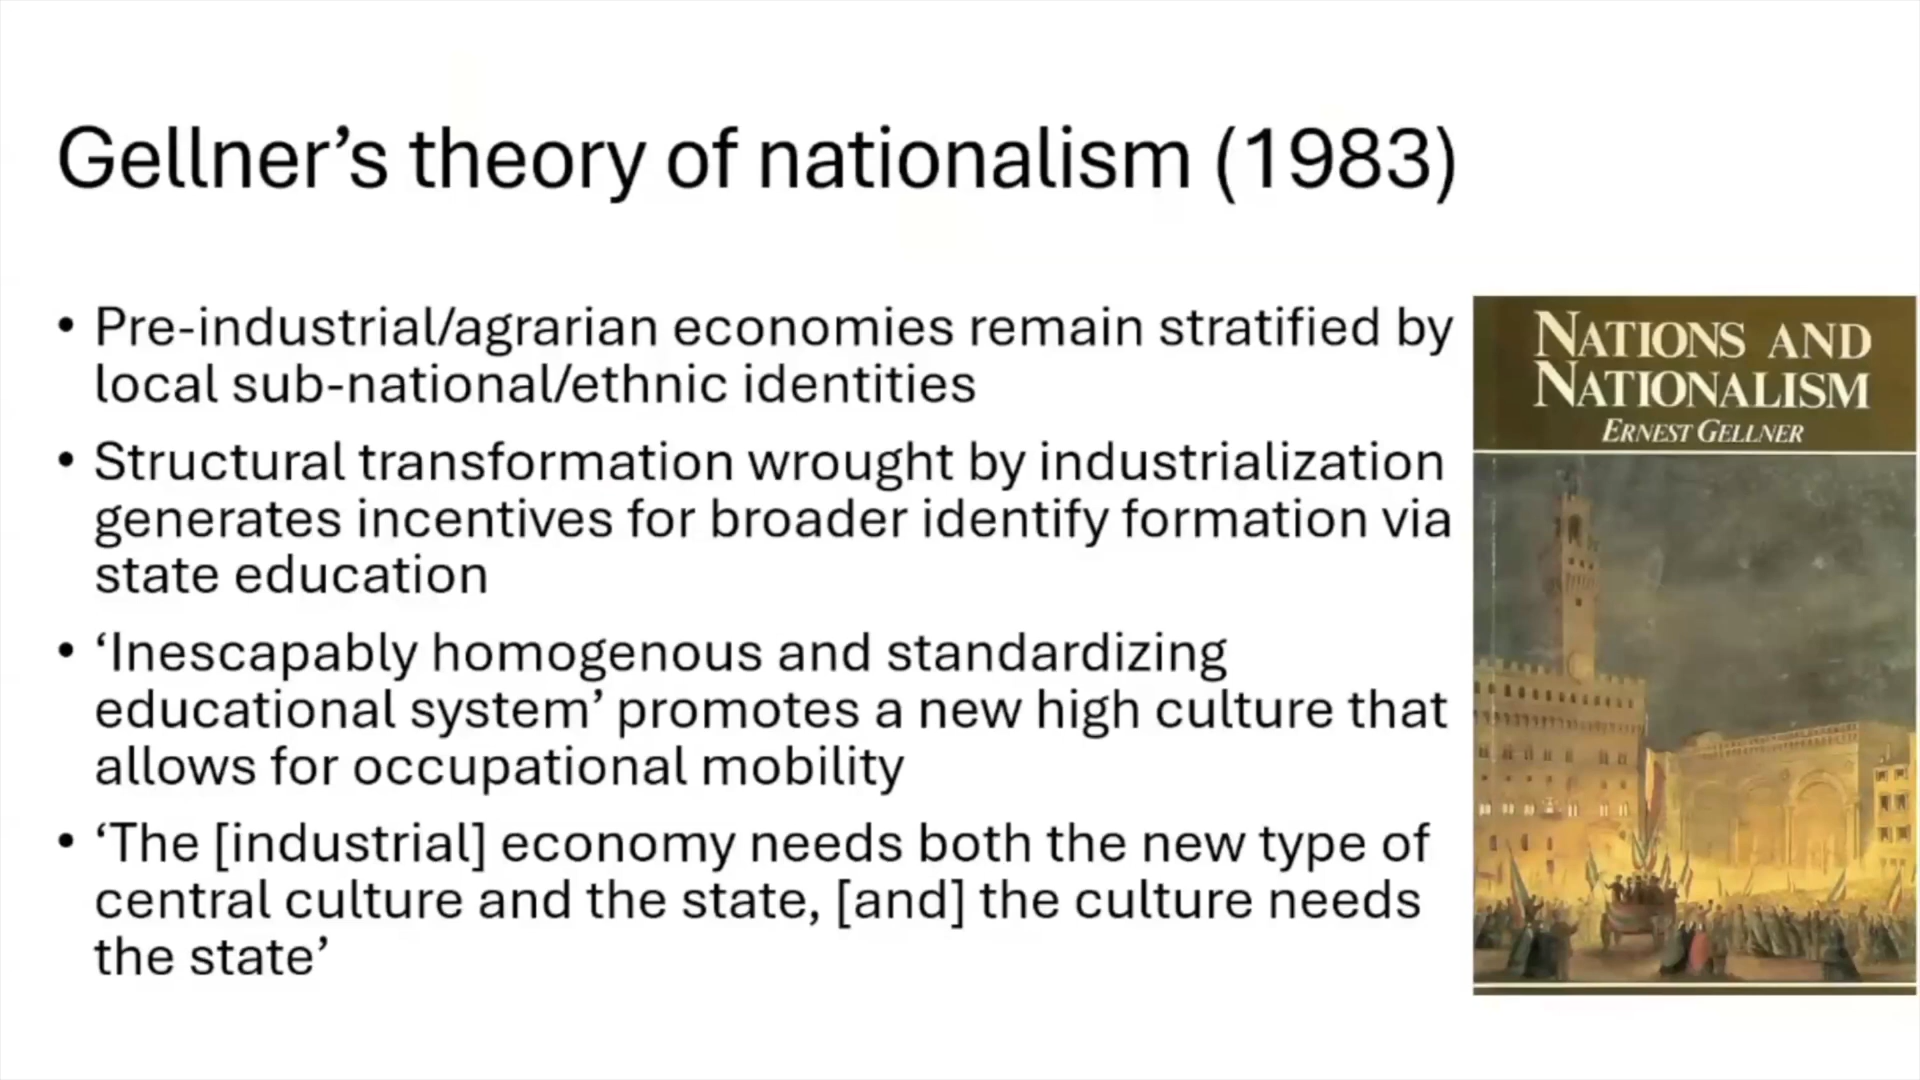 Gellner’s theory of nationalism (1983)
• Pre-industrial/agrarian economies remain stratified by
local sub-national/ethnic identities
• Structural transformation wrought by industrialization
generates incentives for broader identify formation via
state education
• ‘Inescapably homogenous and standardizing
educational system’ promotes a new high culture that
allows for occupational mobility
• ‘The [industrial] economy needs both the new type of
central culture and the state, [and] the culture needs
the state’
NATIONS AND
NATIONALISM
ERNEST GELLNER